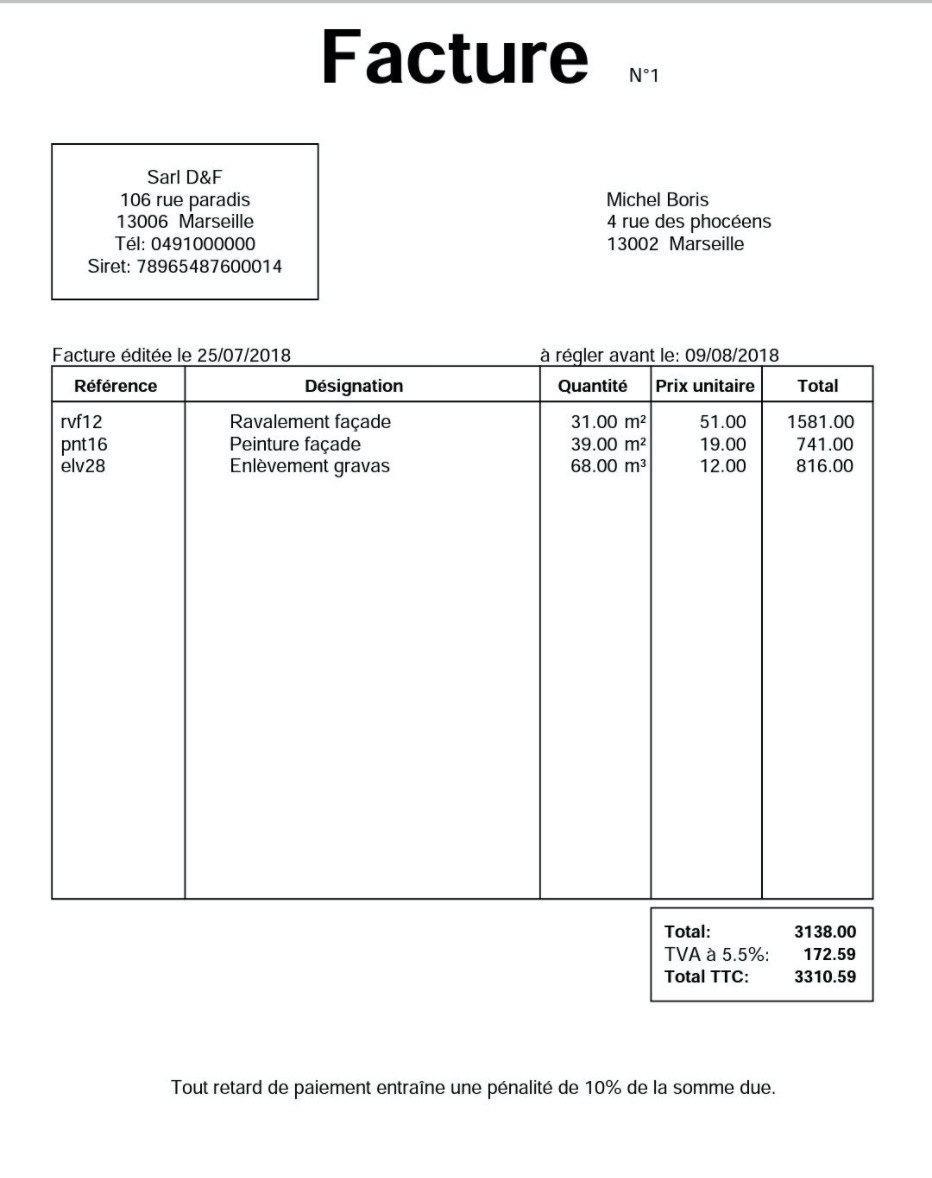 Facture N°1
Sarl D&F
106 rue paradis
13006 Marseille
Tél: 0491000000
Siret: 78965487600014
Michel Boris
4 rue des phocéens
13002 Marseille
Facture éditée le 25/07/2018 à régler avant le: 09/08/2018
Référence Désignation Quantité Prix unitaire Total
rvf12 Ravalement façade 31.00 m² 51.00 1581.00
pnt16 Peinture façade 39.00 m² 19.00 741.00
elv28 Enlèvement gravas 68.00 m³ 12.00 816.00
Total: 3138.00
TVA à 5.5%: 172.59
Total TTC: 3310.59
Tout retard de paiement entraîne une pénalité de 10% de la somme due.